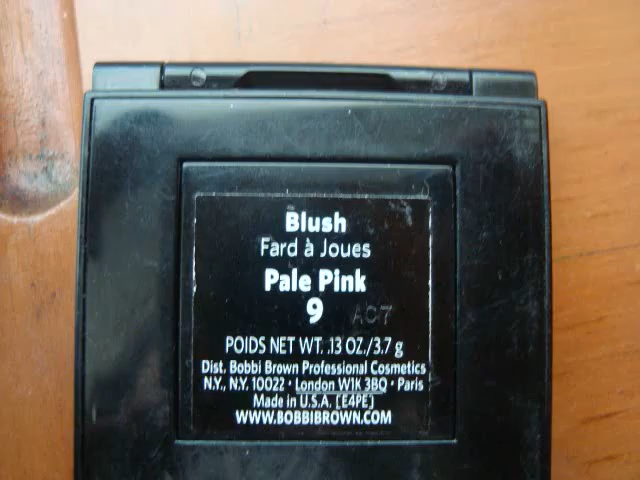 Blush
Fard à Joues
Pale Pink
9 AC7
POIDS NET WT. .13 OZ./3.7 g
Dist. Bobbi Brown Professional Cosmetics
N.Y., N.Y. 10022 • London W1K 3BQ • Paris
Made in U.S.A. [E4PE]
WWW.BOBBIBROWN.COM